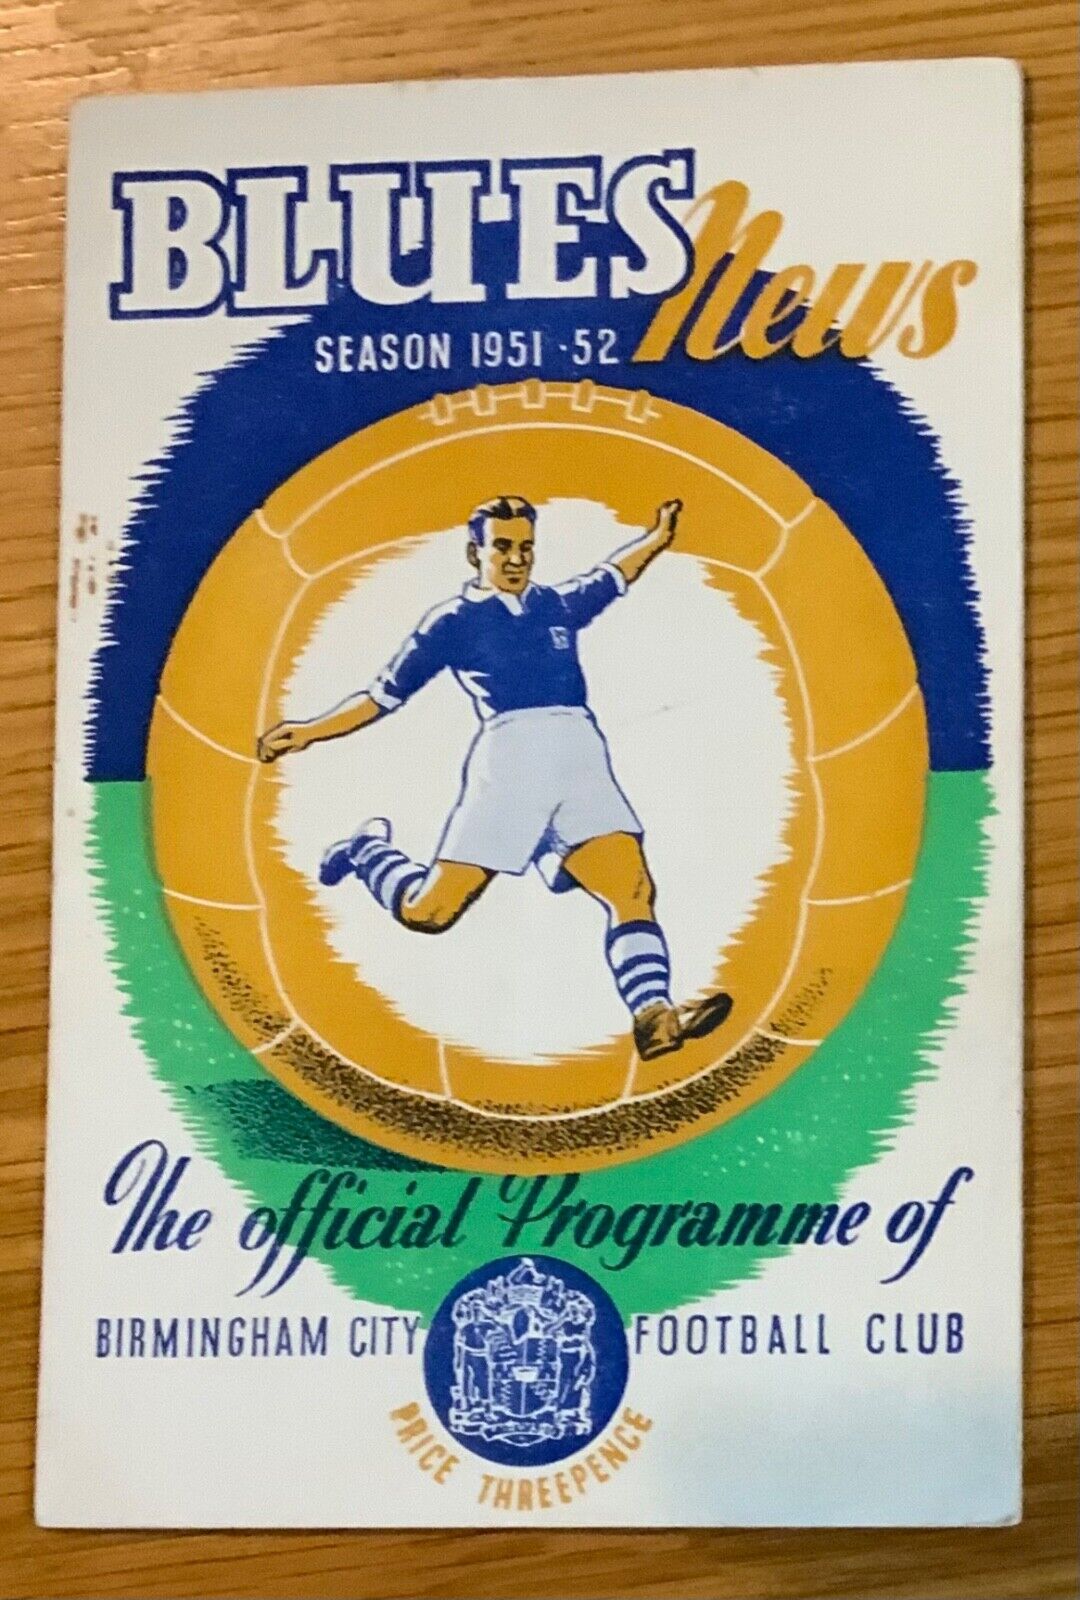 BLUES News
SEASON 1951-52
The official Programme of
BIRMINGHAM CITY FOOTBALL CLUB
PRICE THREEPENCE